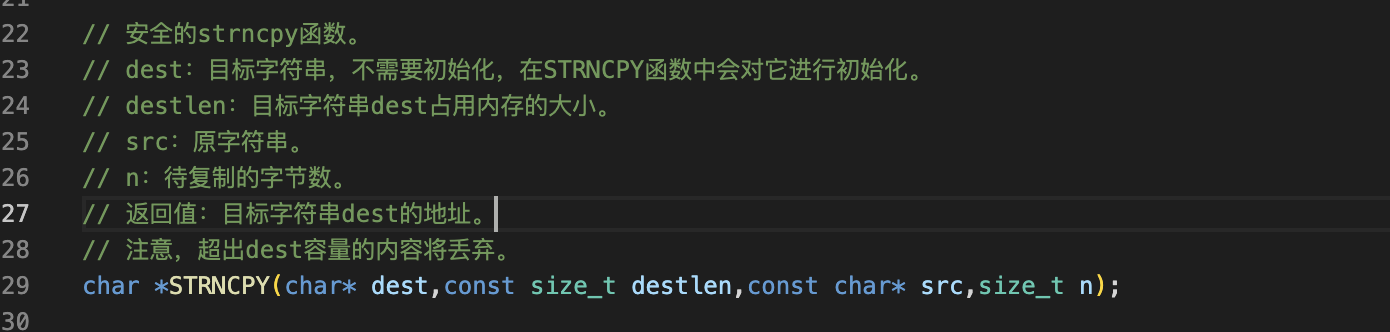 21
22 // 安全的strncpy函数。
23 // dest：目标字符串，不需要初始化，在STRNCPY函数中会对它进行初始化。
24 // destlen：目标字符串dest占用内存的大小。
25 // src：原字符串。
26 // n：待复制的字节数。
27 // 返回值：目标字符串dest的地址。
28 // 注意，超出dest容量的内容将丢弃。
29 char *STRNCPY(char* dest,const size_t destlen,const char* src,size_t n);
30